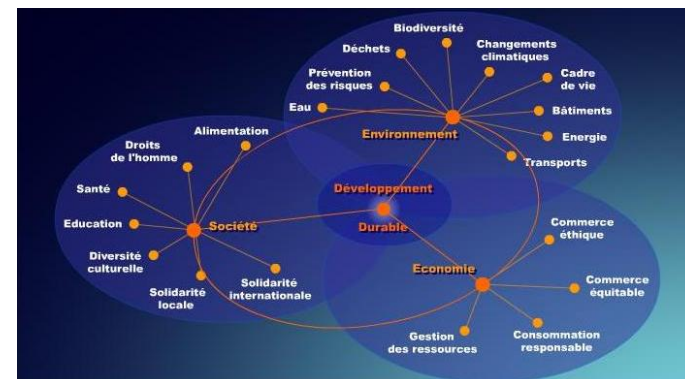 Biodiversité
Déchets
Changements
climatiques
Prévention
des risques
Cadre
de vie
Eau
Bâtiments
Environnement
Energie
Transports
Alimentation
Droits
de l'homme
Santé
Education
Société
Diversité
culturelle
Solidarité
locale
Solidarité
internationale
Développement
Durable
Economie
Commerce
éthique
Commerce
équitable
Consommation
responsable
Gestion
des ressources